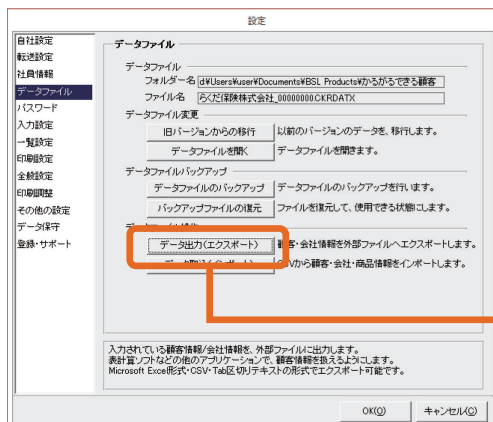 設定
自社設定
転送設定
社員情報
データファイル
パスワード
入力設定
一覧設定
印刷設定
全般設定
印刷調整
その他の設定
データ保守
登録・サポート
データファイル
データファイル
フォルダー名 d¥Users¥user¥Documents¥BSL Products¥かるがるできる顧客
ファイル名 らくだ保険株式会社_00000000.CKRDATX
データファイル変更
旧バージョンからの移行 以前のバージョンのデータを、移行します。
データファイルを開く データファイルを開きます。
データファイルバックアップ
データファイルのバックアップ データファイルのバックアップを行います。
バックアップファイルの復元 ファイルを復元して、使用できる状態にします。
データ出力(エクスポート) 顧客・会社情報を外部ファイルへエクスポートします。
CSVから顧客・会社・商品情報をインポートします。
入力されている顧客情報/会社情報を、外部ファイルに出力します。
表計算ソフトなどの他のアプリケーションで、顧客情報を扱えるようにします。
Microsoft Excel形式・CSV・Tab区切りテキストの形式でエクスポート可能です。
OK(O) キャンセル(C)